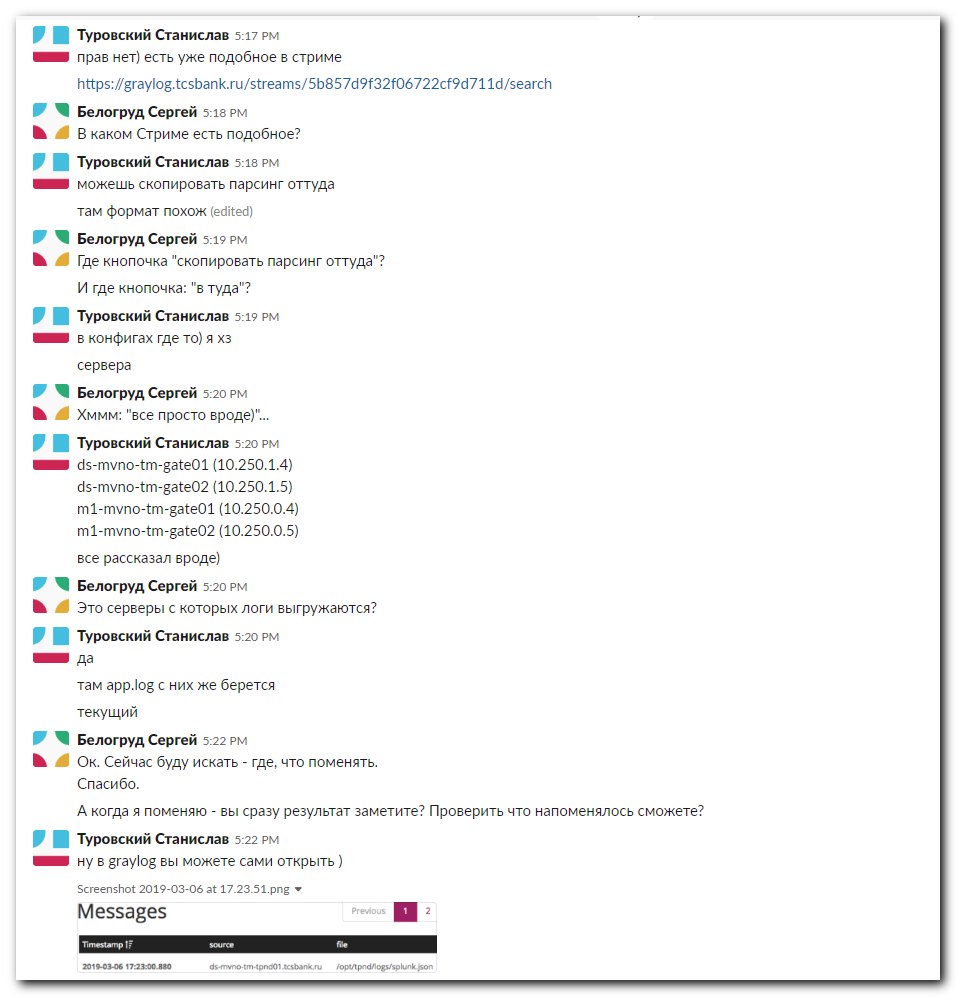 Туровский Станислав 5:17 PM
прав нет) есть уже подобное в стриме
https://graylog.tcsbank.ru/streams/5b857d9f32f06722cf9d711d/search
Белогруд Сергей 5:18 PM
В каком Стриме есть подобное?
Туровский Станислав 5:18 PM
можешь скопировать парсинг оттуда
там формат похож (edited)
Белогруд Сергей 5:19 PM
Где кнопочка "скопировать парсинг оттуда"?
И где кнопочка: "в туда"?
Туровский Станислав 5:19 PM
в конфигах где то) я хз
сервера
Белогруд Сергей 5:20 PM
Хммм: "все просто вроде)"...
Туровский Станислав 5:20 PM
ds-mvno-tm-gate01 (10.250.1.4)
ds-mvno-tm-gate02 (10.250.1.5)
m1-mvno-tm-gate01 (10.250.0.4)
m1-mvno-tm-gate02 (10.250.0.5)
все рассказал вроде)
Белогруд Сергей 5:20 PM
Это серверы с которых логи выгружаются?
Туровский Станислав 5:20 PM
да
там app.log с них же берется
текущий
Белогруд Сергей 5:22 PM
Ок. Сейчас буду искать - где, что поменять.
Спасибо.
А когда я поменяю - вы сразу результат заметите? Проверить что напоменялось сможете?
Туровский Станислав 5:22 PM
ну в graylog вы можете сами открыть )
Screenshot 2019-03-06 at 17.23.51.png
Messages Previous 1 2
Timestamp source file
2019-03-06 17:23:00.880 ds-mvno-tm-tpnd01.tcsbank.ru /opt/tpnd/logs/splunk.json